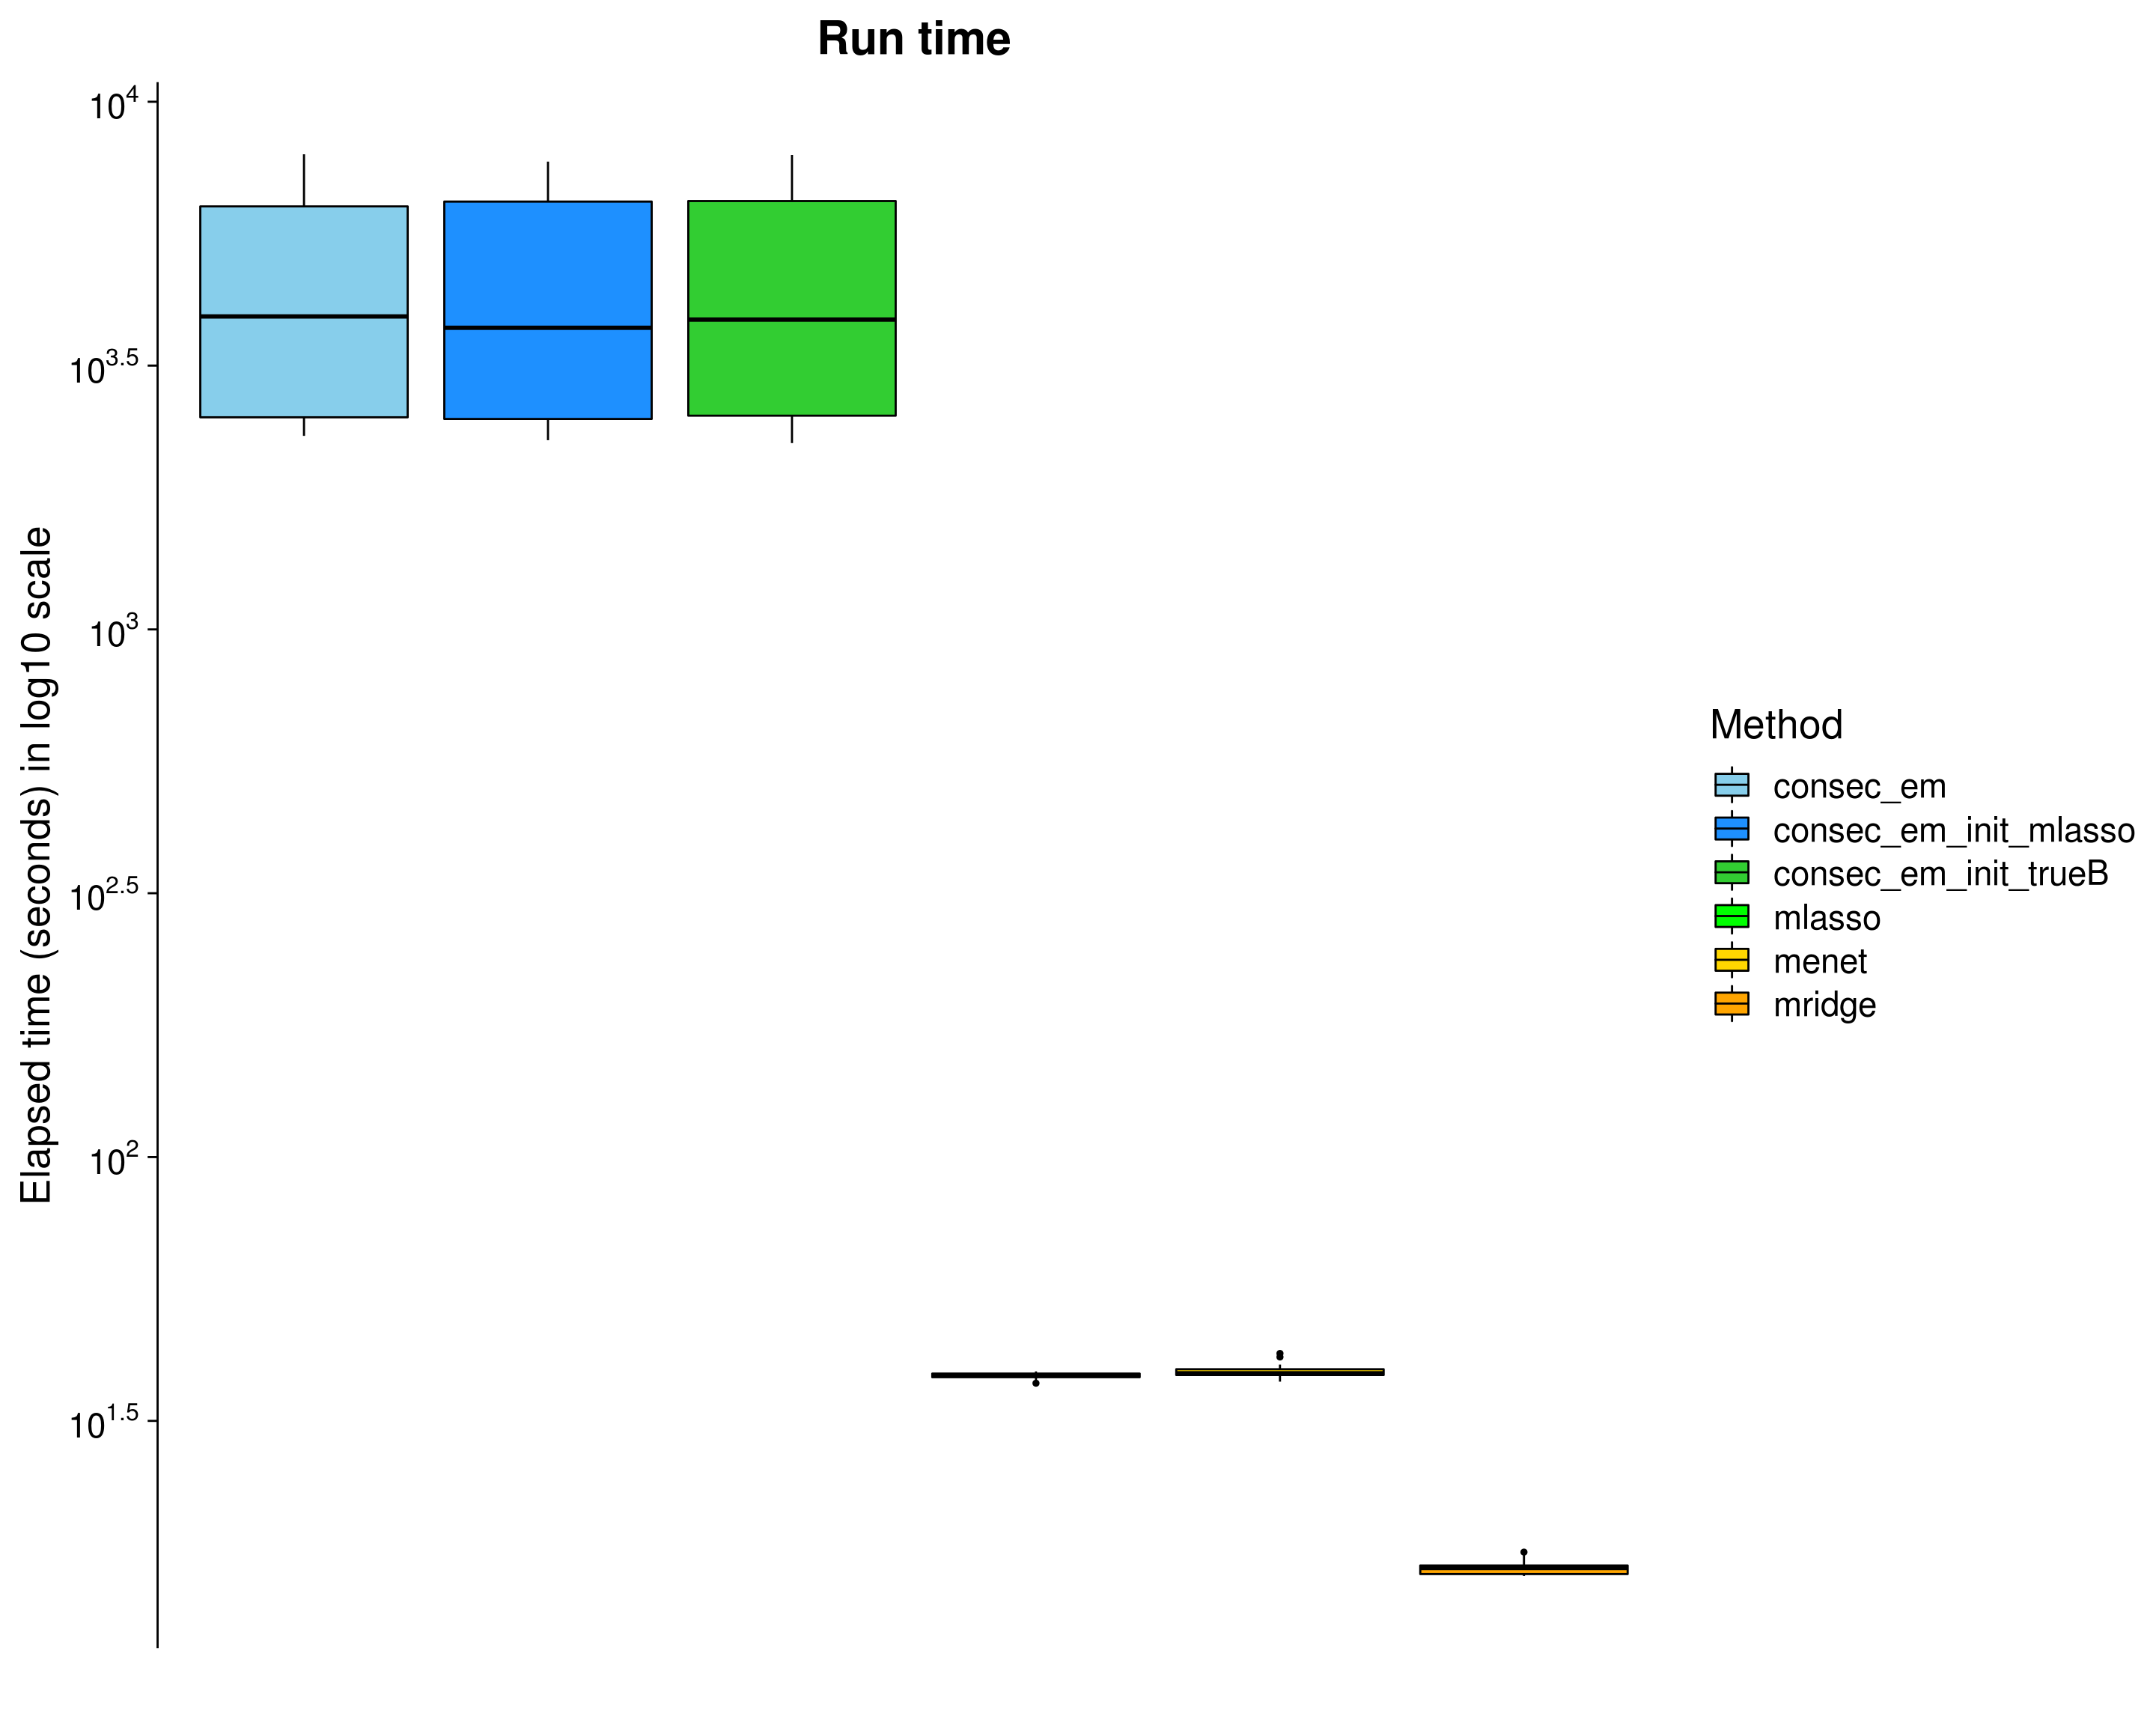 Run time
Elapsed time (seconds) in log10 scale
10^4
10^3.5
10^3
10^2.5
10^2
10^1.5
Method
consec_em
consec_em_init_mlasso
consec_em_init_trueB
mlasso
menet
mridge